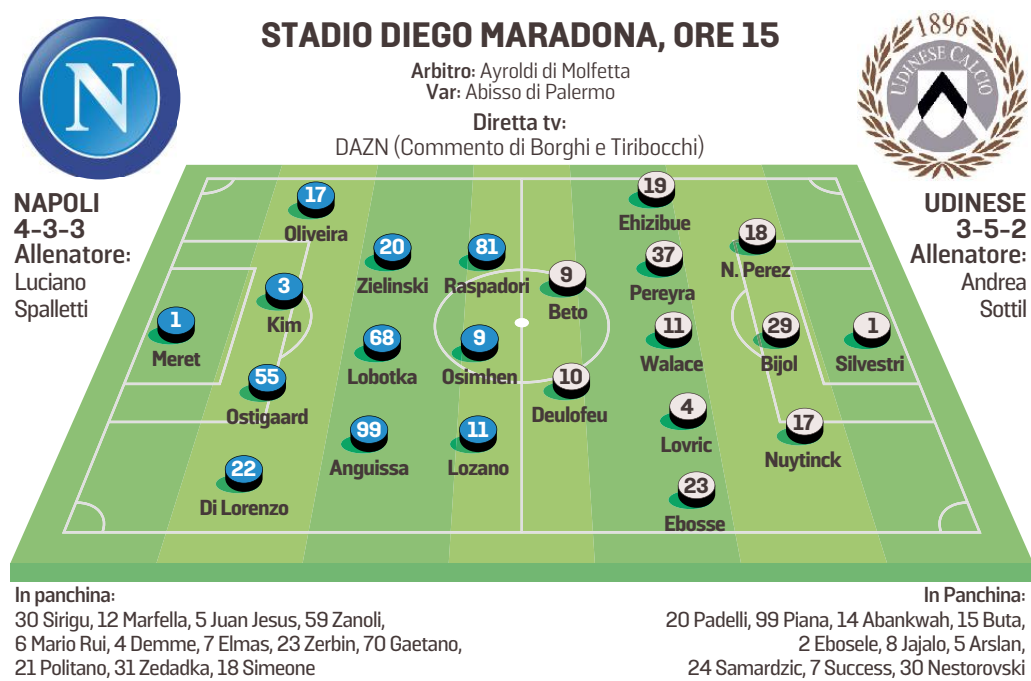 STADIO DIEGO MARADONA, ORE 15
Arbitro: Ayroldi di Molfetta
Var: Abisso di Palermo
Diretta tv:
DAZN (Commento di Borghi e Tiribocchi)
N
1896
UDINESE CALCIO
NAPOLI
4-3-3
Allenatore:
Luciano
Spalletti
UDINESE
3-5-2
Allenatore:
Andrea
Sottil
1
Meret
17
Oliveira
3
Kim
55
Ostigaard
22
Di Lorenzo
20
Zielinski
68
Lobotka
99
Anguissa
81
Raspadori
9
Osimhen
11
Lozano
9
Beto
10
Deulofeu
19
Ehizibue
37
Pereyra
11
Walace
4
Lovric
23
Ebosse
18
N. Perez
29
Bijol
17
Nuytinck
1
Silvestri
In panchina:
30 Sirigu, 12 Marfella, 5 Juan Jesus, 59 Zanoli,
6 Mario Rui, 4 Demme, 7 Elmas, 23 Zerbin, 70 Gaetano,
21 Politano, 31 Zedadka, 18 Simeone
In Panchina:
20 Padelli, 99 Piana, 14 Abankwah, 15 Buta,
2 Ebosele, 8 Jajalo, 5 Arslan,
24 Samardzic, 7 Success, 30 Nestorovski